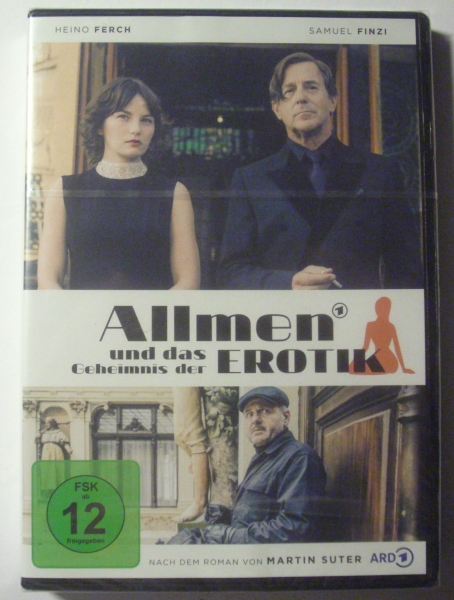 HEINO FERCH
SAMUEL FINZI
Allmen
und das
Geheimnis der EROTIK
FSK
ab
12
freigegeben
NACH DEM ROMAN VON MARTIN SUTER ARD 1